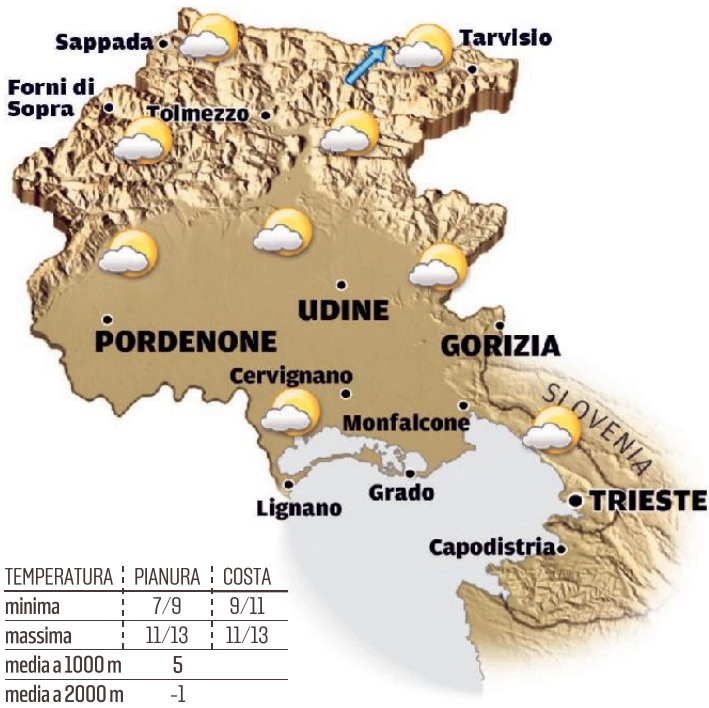 Sappada
Tarvisio
Forni di
Sopra
Tolmezzo
UDINE
PORDENONE
GORIZIA
Cervignano
SLOVENIA
Monfalcone
Lignano
Grado
TRIESTE
Capodistria
TEMPERATURA PIANURA COSTA
minima 7/9 9/11
massima 11/13 11/13
media a 1000 m 5
media a 2000 m -1